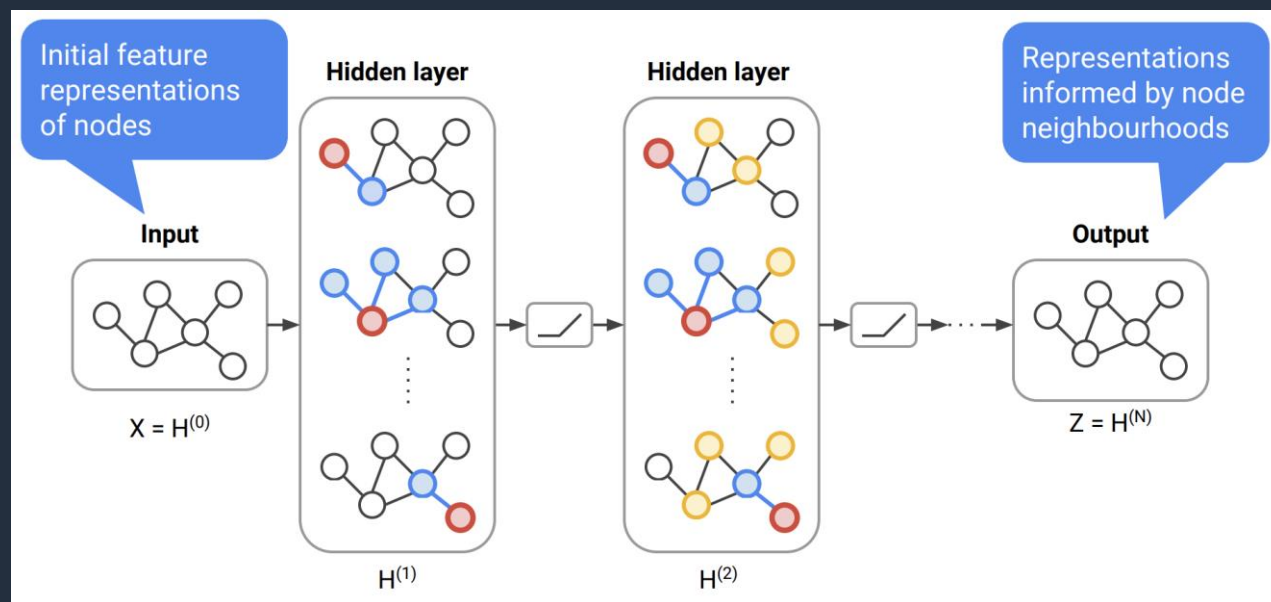 Initial feature
representations
of nodes
Hidden layer
Hidden layer
Representations
informed by node
neighbourhoods
Input
Output
X = H⁽⁰⁾
H⁽¹⁾
H⁽²⁾
Z = H⁽ᴺ⁾